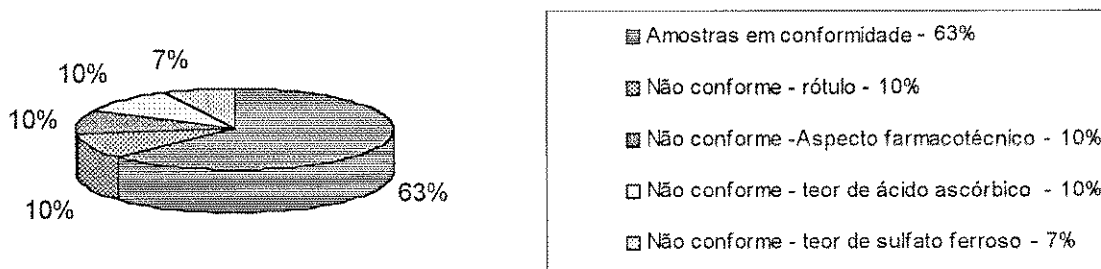 7%
10%
10%
10%
63%
Amostras em conformidade - 63%
Não conforme - rótulo - 10%
Não conforme -Aspecto farmacotécnico - 10%
Não conforme - teor de ácido ascórbico - 10%
Não conforme - teor de sulfato ferroso - 7%